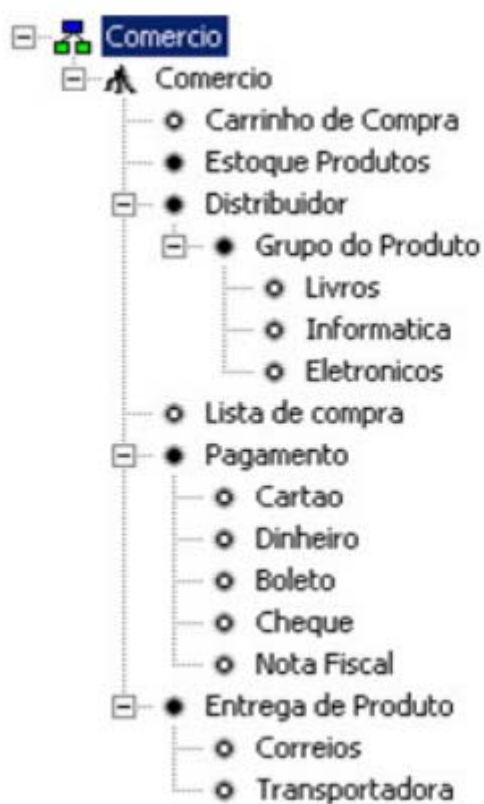 Comercio
Comercio
Carrinho de Compra
Estoque Produtos
Distribuidor
Grupo do Produto
Livros
Informatica
Eletronicos
Lista de compra
Pagamento
Cartao
Dinheiro
Boleto
Cheque
Nota Fiscal
Entrega de Produto
Correios
Transportadora